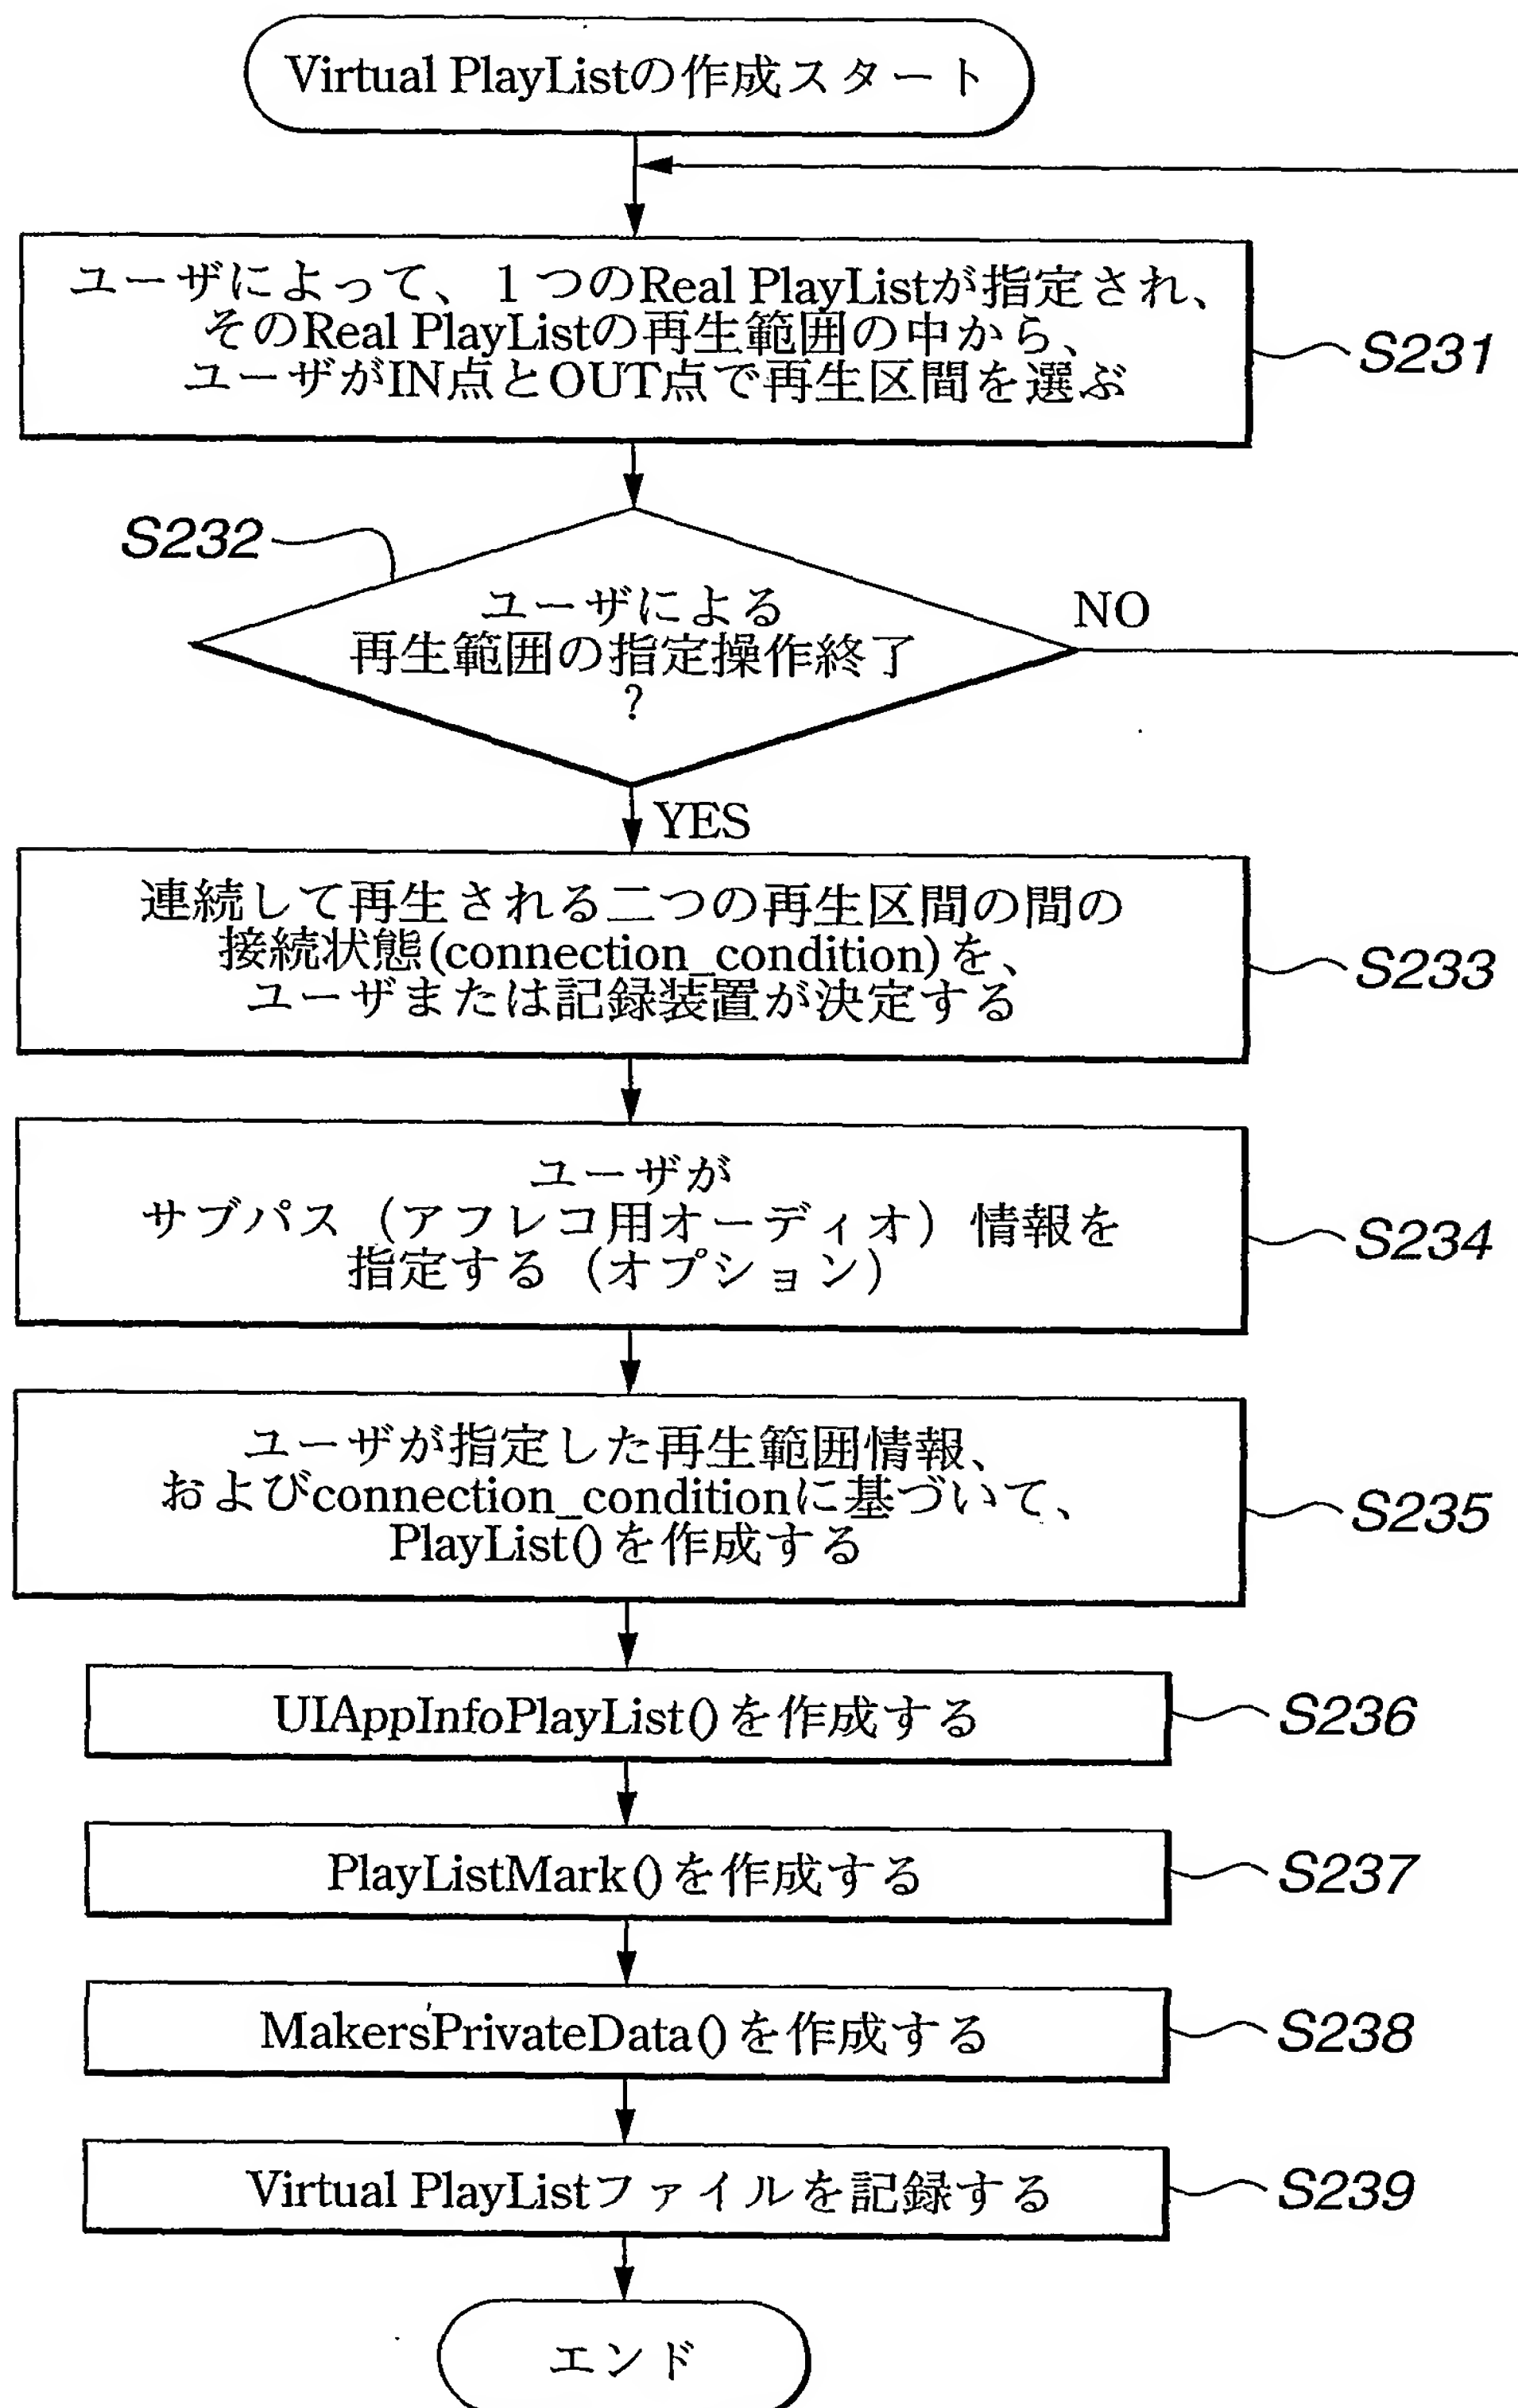 Virtual PlayListの作成スタート
ユーザによって、１つのReal PlayListが指定され、
そのReal PlayListの再生範囲の中から、
ユーザがIN点とOUT点で再生区間を選ぶ
S231
S232
ユーザによる
再生範囲の指定操作終了
?
NO
YES
連続して再生される二つの再生区間の間の
接続状態(connection_condition)を、
ユーザまたは記録装置が決定する
S233
ユーザが
サブパス（アフレコ用オーディオ）情報を
指定する（オプション）
S234
ユーザが指定した再生範囲情報、
およびconnection_conditionに基づいて、
PlayList()を作成する
S235
UIAppInfoPlayList()を作成する
S236
PlayListMark()を作成する
S237
Makers'PrivateData()を作成する
S238
Virtual PlayListファイルを記録する
S239
エンド